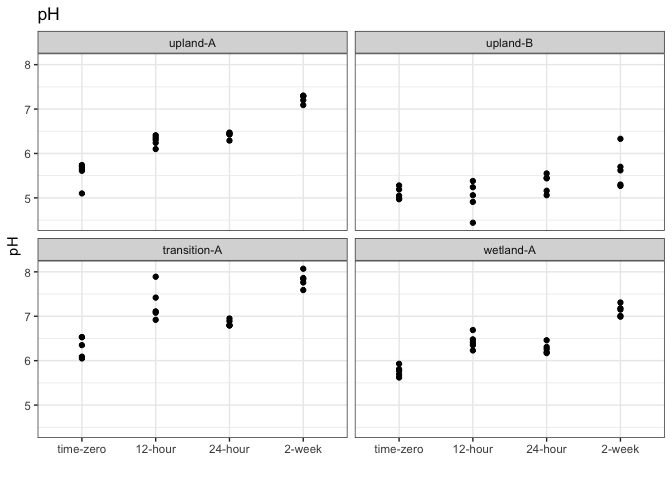 pH
upland-A upland-B
8
7
6
5
transition-A wetland-A
pH
8
7
6
5
time-zero 12-hour 24-hour 2-week time-zero 12-hour 24-hour 2-week